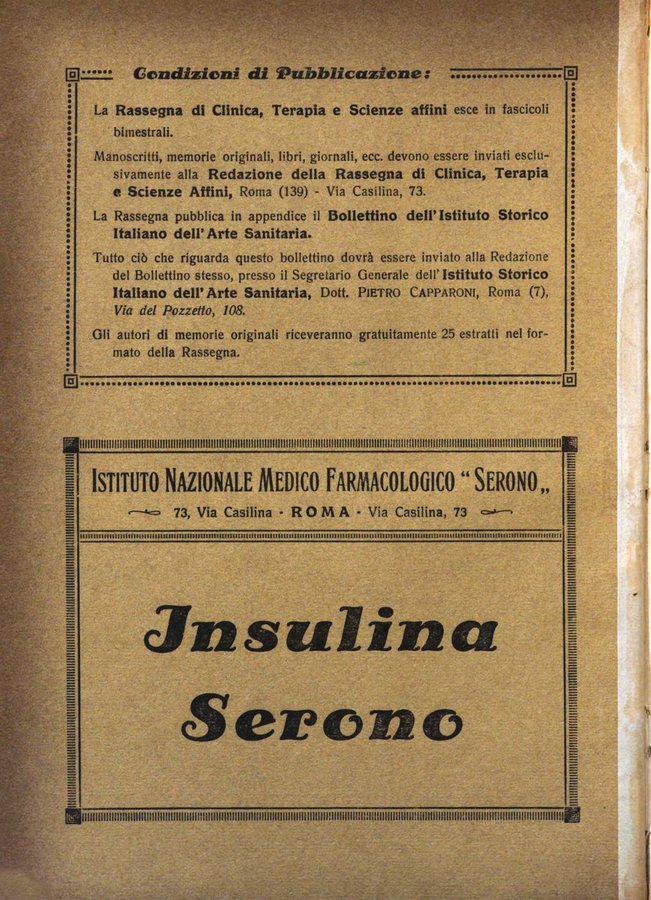 Condizioni di Pubblicazione:
La Rassegna di Clinica, Terapia e Scienze affini esce in fascicoli
bimestrali.
Manoscritti, memorie originali, libri, giornali, ecc. devono essere inviati esclu-
sivamente alla Redazione della Rassegna di Clinica, Terapia
e Scienze Affini, Roma (139) - Via Casilina, 73.
La Rassegna pubblica in appendice il Bollettino dell'Istituto Storico
Italiano dell'Arte Sanitaria.
Tutto ciò che riguarda questo bollettino dovrà essere inviato alla Redazione
del Bollettino stesso, presso il Segretario Generale dell'Istituto Storico
Italiano dell'Arte Sanitaria, Dott. PIETRO CAPPARONI, Roma (7),
Via del Pozzetto, 108.
Gli autori di memorie originali riceveranno gratuitamente 25 estratti nel for-
mato della Rassegna.
ISTITUTO NAZIONALE MEDICO FARMACOLOGICO “ SERONO „
73, Via Casilina - ROMA - Via Casilina, 73
Insulina
Serono